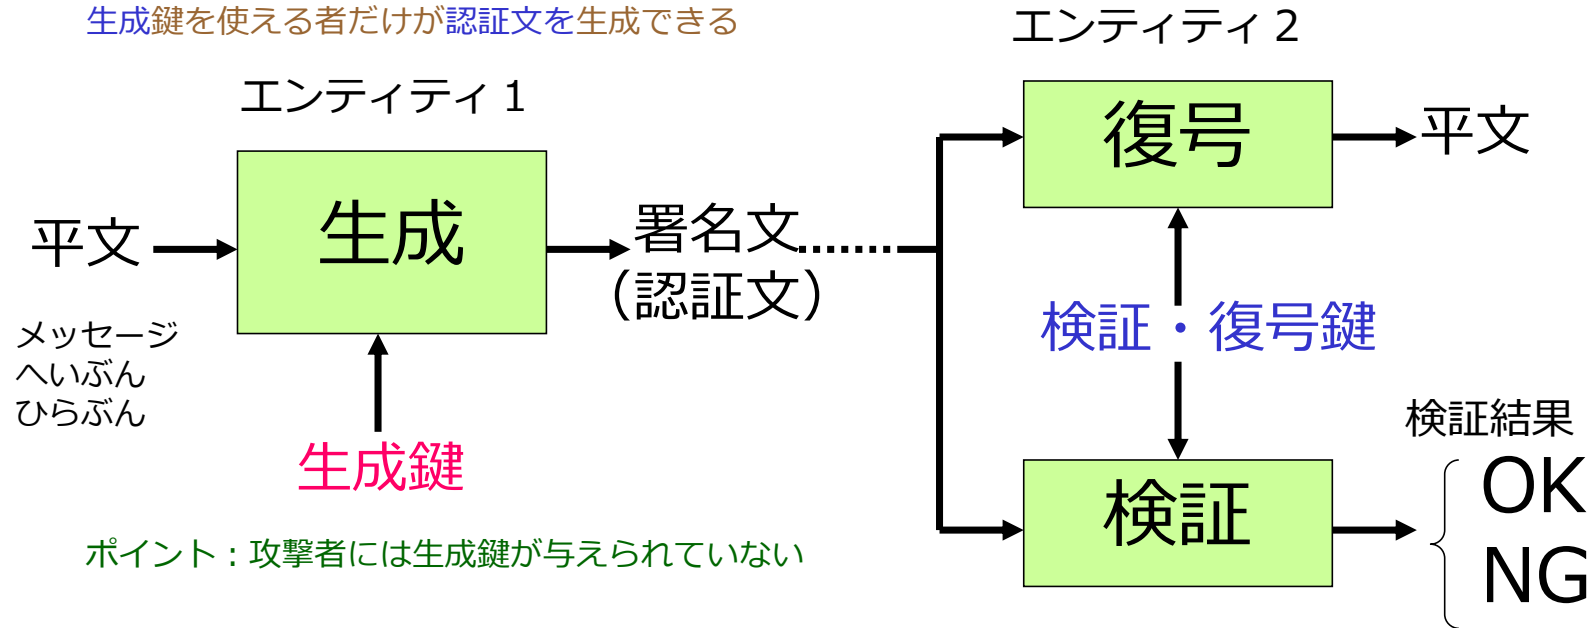 生成鍵を使える者だけが認証文を生成できる
エンティティ１
エンティティ２
平文
生成
署名文
（認証文）
復号
平文
メッセージ
へいぶん
ひらぶん
生成鍵
検証・復号鍵
検証
検証結果
OK
NG
ポイント：攻撃者には生成鍵が与えられていない